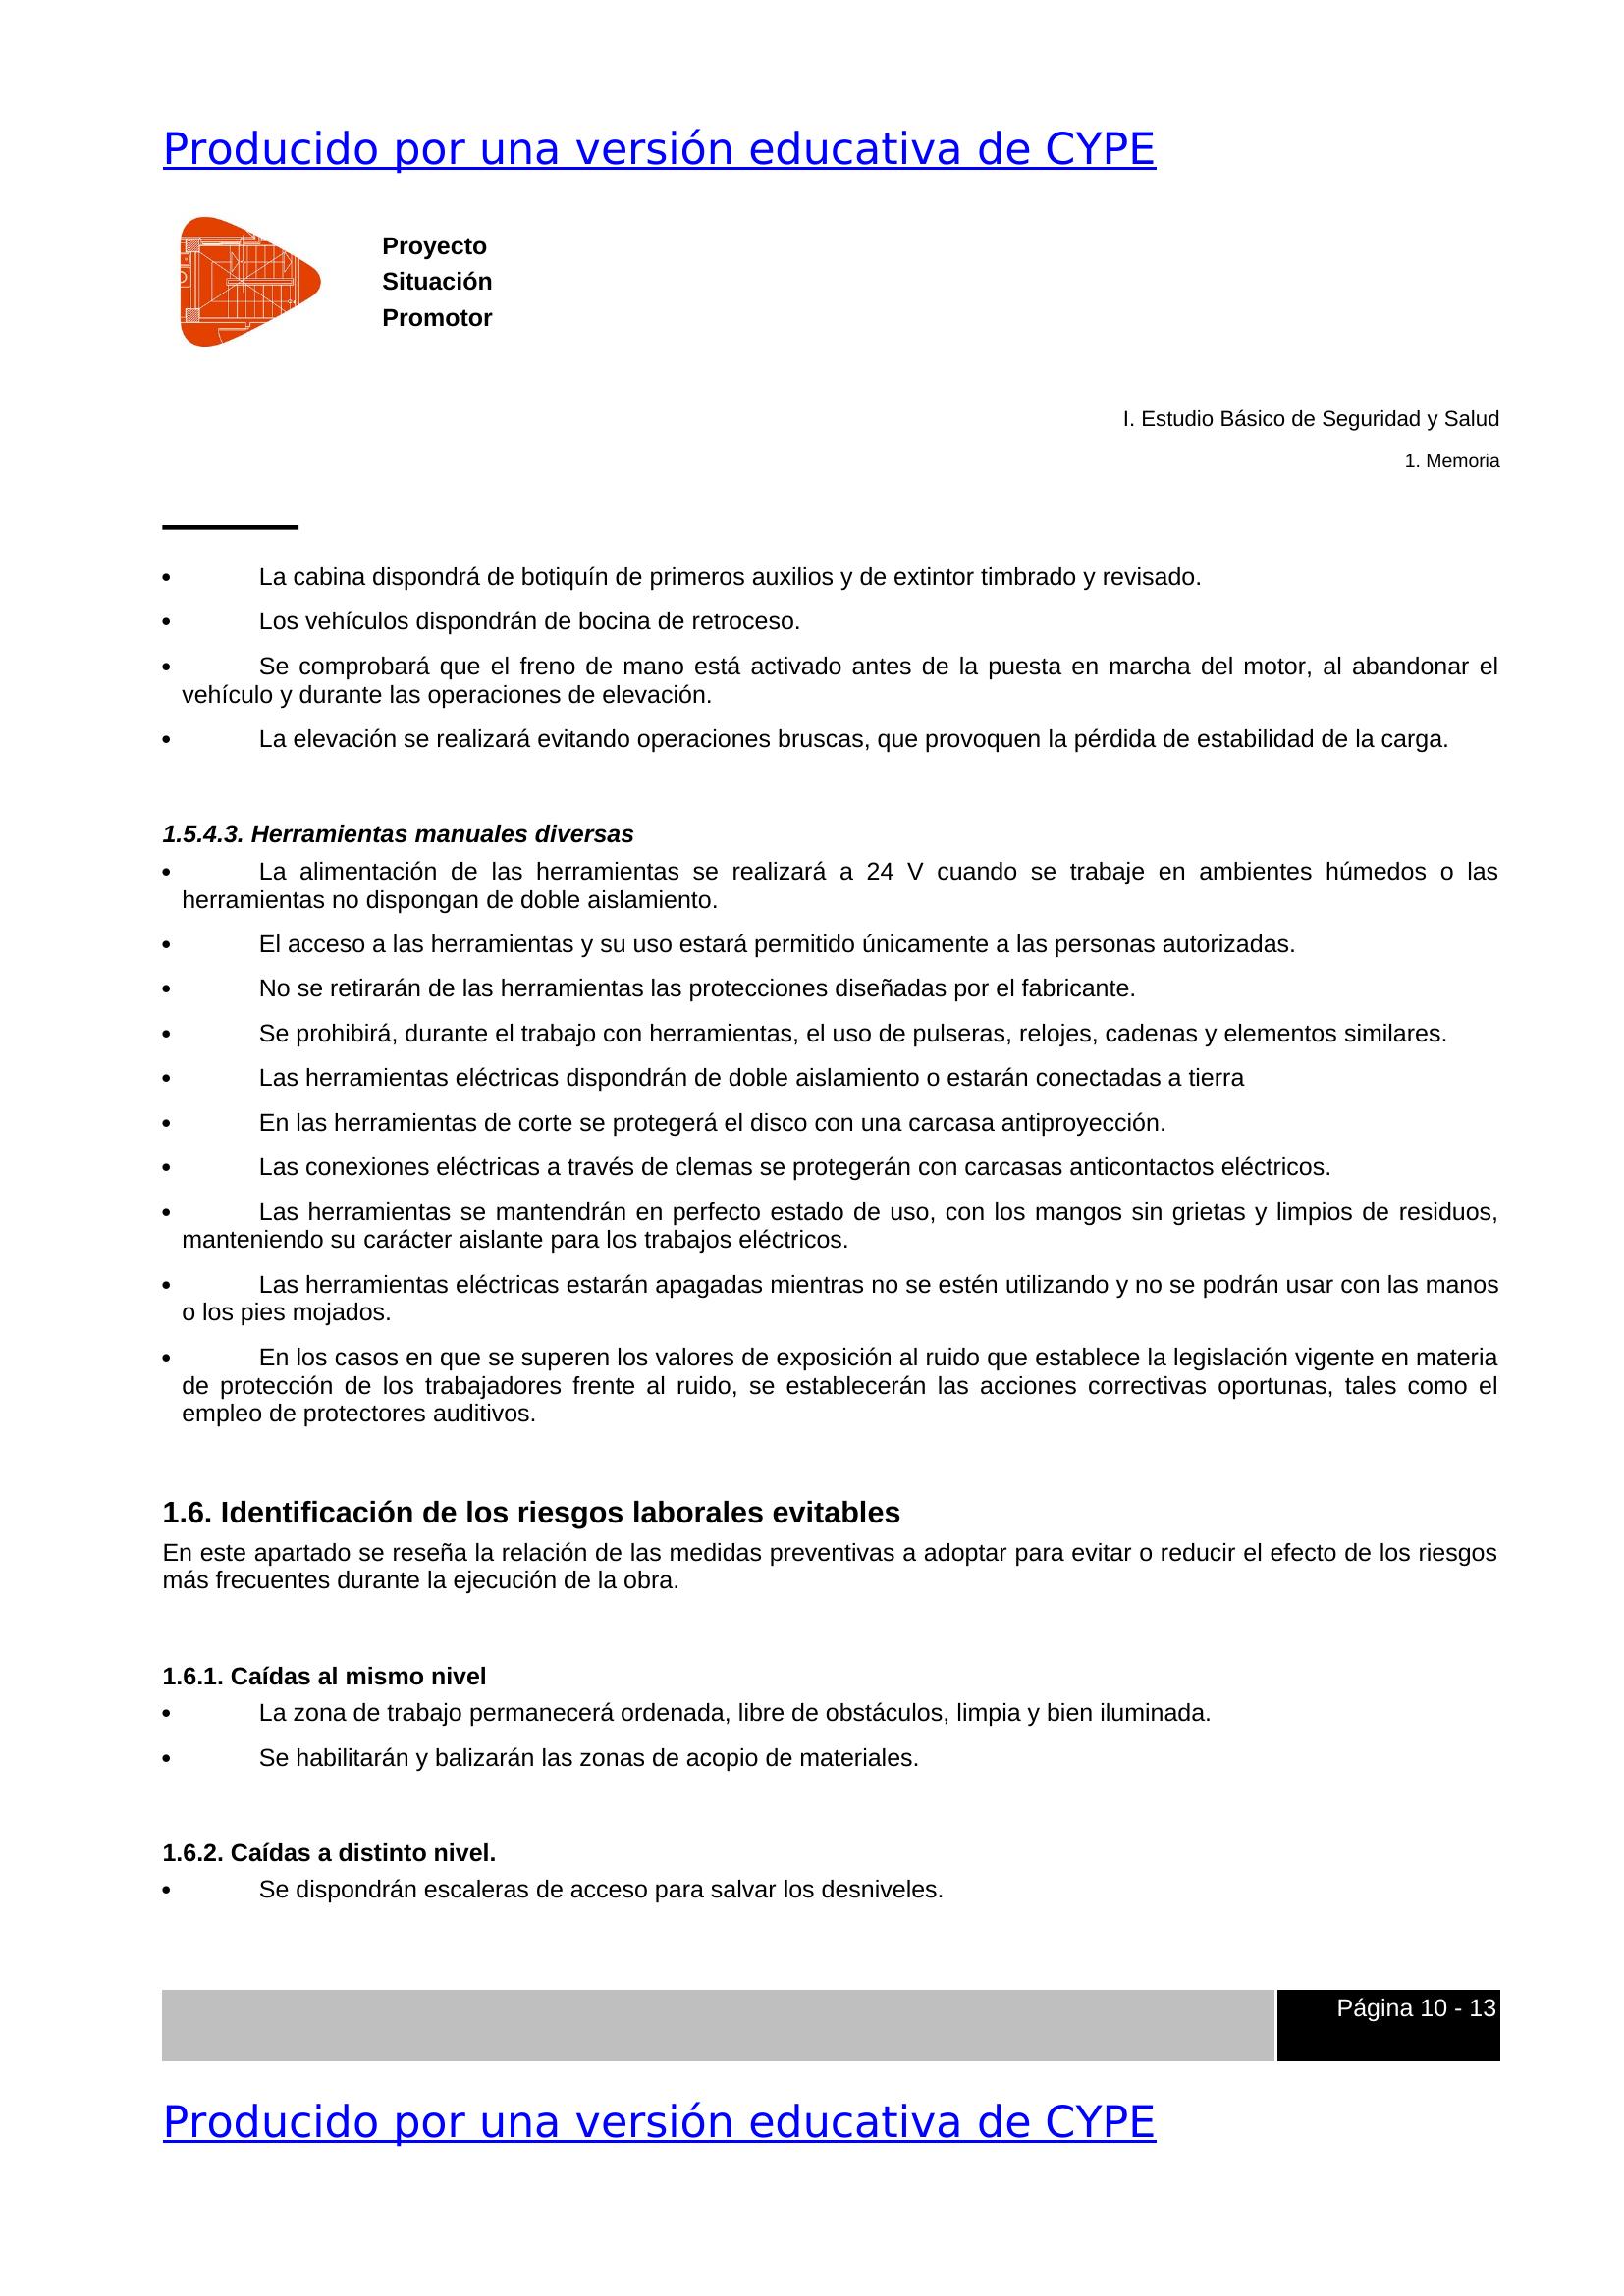 Producido por una versión educativa de CYPE
Proyecto
Situación
Promotor
I. Estudio Básico de Seguridad y Salud
1. Memoria
• La cabina dispondrá de botiquín de primeros auxilios y de extintor timbrado y revisado.
• Los vehículos dispondrán de bocina de retroceso.
• Se comprobará que el freno de mano está activado antes de la puesta en marcha del motor, al abandonar el
vehículo y durante las operaciones de elevación.
• La elevación se realizará evitando operaciones bruscas, que provoquen la pérdida de estabilidad de la carga.
1.5.4.3. Herramientas manuales diversas
• La alimentación de las herramientas se realizará a 24 V cuando se trabaje en ambientes húmedos o las
herramientas no dispongan de doble aislamiento.
• El acceso a las herramientas y su uso estará permitido únicamente a las personas autorizadas.
• No se retirarán de las herramientas las protecciones diseñadas por el fabricante.
• Se prohibirá, durante el trabajo con herramientas, el uso de pulseras, relojes, cadenas y elementos similares.
• Las herramientas eléctricas dispondrán de doble aislamiento o estarán conectadas a tierra
• En las herramientas de corte se protegerá el disco con una carcasa antiproyección.
• Las conexiones eléctricas a través de clemas se protegerán con carcasas anticontactos eléctricos.
• Las herramientas se mantendrán en perfecto estado de uso, con los mangos sin grietas y limpios de residuos,
manteniendo su carácter aislante para los trabajos eléctricos.
• Las herramientas eléctricas estarán apagadas mientras no se estén utilizando y no se podrán usar con las manos
o los pies mojados.
• En los casos en que se superen los valores de exposición al ruido que establece la legislación vigente en materia
de protección de los trabajadores frente al ruido, se establecerán las acciones correctivas oportunas, tales como el
empleo de protectores auditivos.
1.6. Identificación de los riesgos laborales evitables
En este apartado se reseña la relación de las medidas preventivas a adoptar para evitar o reducir el efecto de los riesgos
más frecuentes durante la ejecución de la obra.
1.6.1. Caídas al mismo nivel
• La zona de trabajo permanecerá ordenada, libre de obstáculos, limpia y bien iluminada.
• Se habilitarán y balizarán las zonas de acopio de materiales.
1.6.2. Caídas a distinto nivel.
• Se dispondrán escaleras de acceso para salvar los desniveles.
Página 10 - 13
Producido por una versión educativa de CYPE